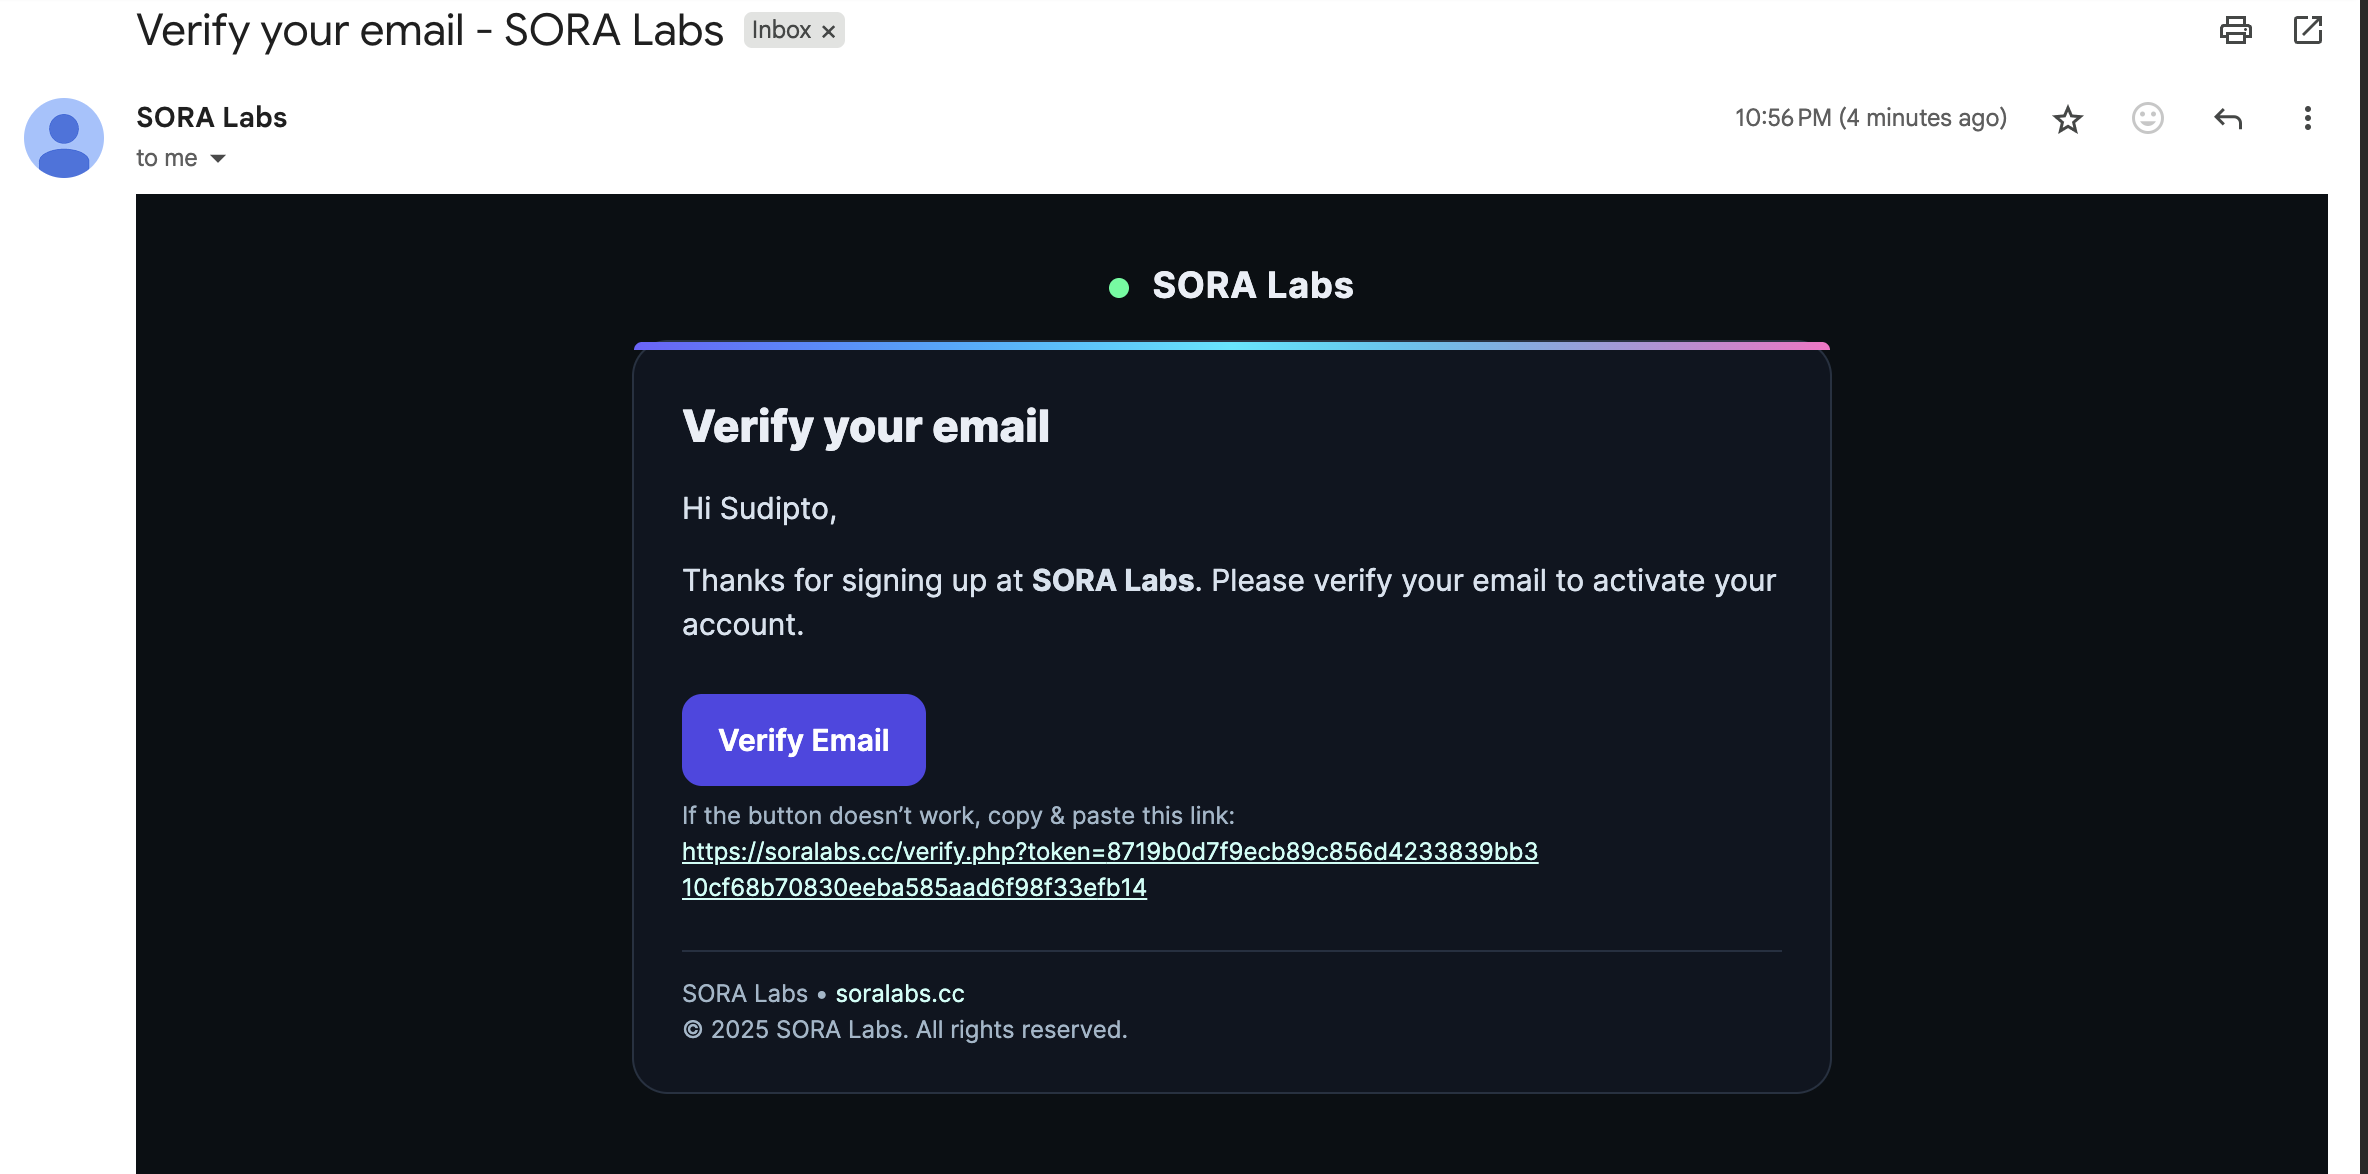 Verify your email - SORA Labs Inbox ×
SORA Labs 10:56 PM (4 minutes ago)
to me
SORA Labs
Verify your email
Hi Sudipto,
Thanks for signing up at SORA Labs. Please verify your email to activate your
account.
Verify Email
If the button doesn’t work, copy & paste this link:
https://soralabs.cc/verify.php?token=8719b0d7f9ecb89c856d4233839bb3
10cf68b70830eeba585aad6f98f33efb14
SORA Labs • soralabs.cc
© 2025 SORA Labs. All rights reserved.